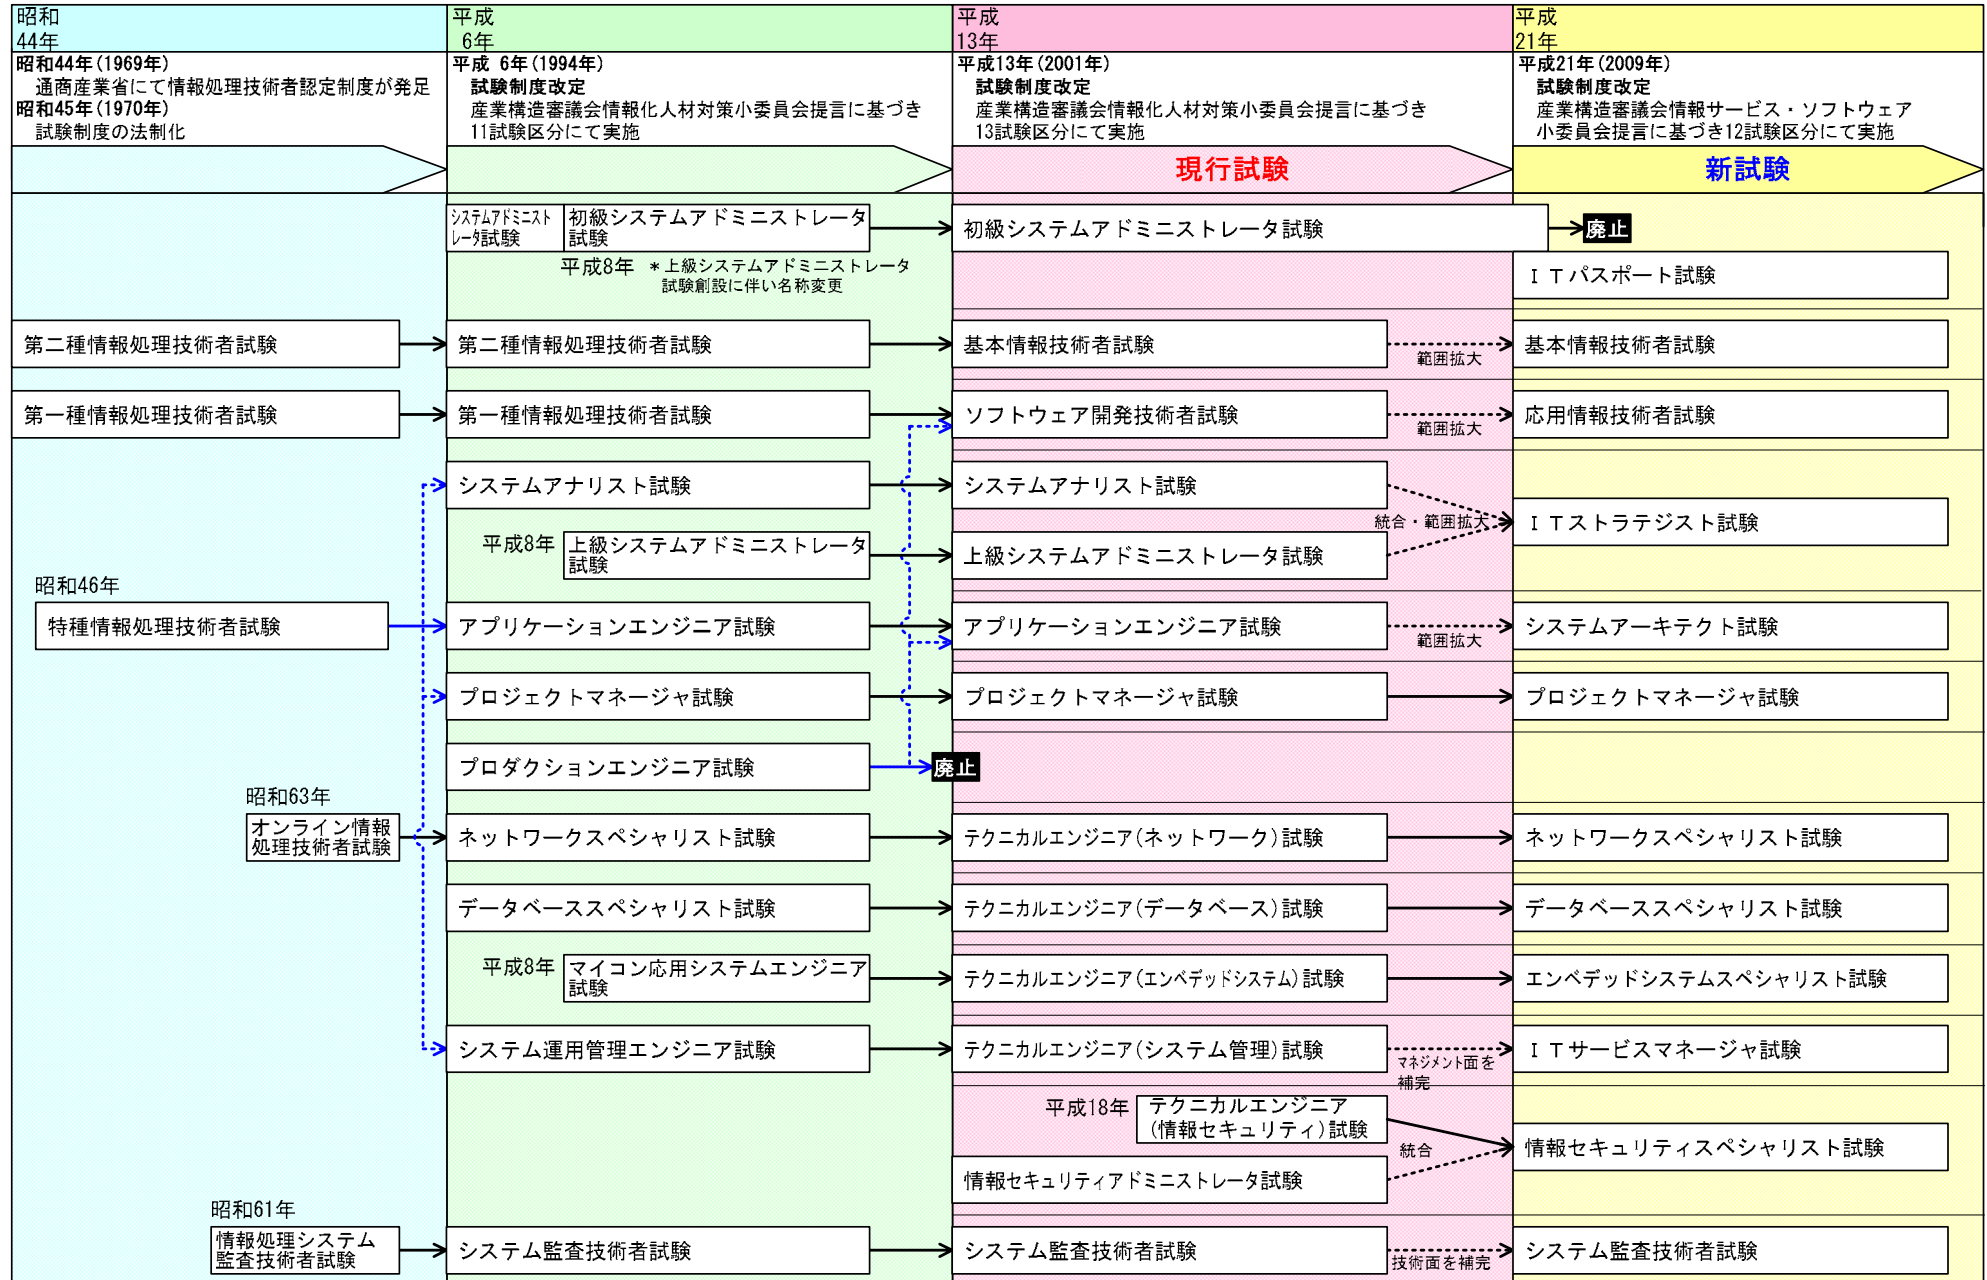 昭和
44年
平成
6年
平成
13年
平成
21年
昭和44年(1969年)
通商産業省にて情報処理技術者認定制度が発足
昭和45年(1970年)
試験制度の法制化
平成 6年(1994年)
試験制度改定
産業構造審議会情報化人材対策小委員会提言に基づき
11試験区分にて実施
平成13年(2001年)
試験制度改定
産業構造審議会情報化人材対策小委員会提言に基づき
13試験区分にて実施
平成21年(2009年)
試験制度改定
産業構造審議会情報サービス・ソフトウェア
小委員会提言に基づき12試験区分にて実施
現行試験
新試験
システムアドミニスト
レータ試験
初級システムアドミニストレータ
試験
初級システムアドミニストレータ試験
廃止
平成8年 *上級システムアドミニストレータ
試験創設に伴い名称変更
ITパスポート試験
第二種情報処理技術者試験
第二種情報処理技術者試験
基本情報技術者試験
範囲拡大
基本情報技術者試験
第一種情報処理技術者試験
第一種情報処理技術者試験
ソフトウェア開発技術者試験
範囲拡大
応用情報技術者試験
システムアナリスト試験
システムアナリスト試験
統合・範囲拡大
ITストラテジスト試験
平成8年
上級システムアドミニストレータ
試験
上級システムアドミニストレータ試験
昭和46年
特種情報処理技術者試験
アプリケーションエンジニア試験
アプリケーションエンジニア試験
範囲拡大
システムアーキテクト試験
プロジェクトマネージャ試験
プロジェクトマネージャ試験
プロジェクトマネージャ試験
プロダクションエンジニア試験
廃止
昭和63年
オンライン情報
処理技術者試験
ネットワークスペシャリスト試験
テクニカルエンジニア(ネットワーク)試験
ネットワークスペシャリスト試験
データベーススペシャリスト試験
テクニカルエンジニア(データベース)試験
データベーススペシャリスト試験
平成8年
マイコン応用システムエンジニア
試験
テクニカルエンジニア(エンベデッドシステム)試験
エンベデッドシステムスペシャリスト試験
システム運用管理エンジニア試験
テクニカルエンジニア(システム管理)試験
マネジメント面を
補完
ITサービスマネージャ試験
平成18年
テクニカルエンジニア
(情報セキュリティ)試験
統合
情報セキュリティスペシャリスト試験
情報セキュリティアドミニストレータ試験
昭和61年
情報処理システム
監査技術者試験
システム監査技術者試験
システム監査技術者試験
技術面を補完
システム監査技術者試験